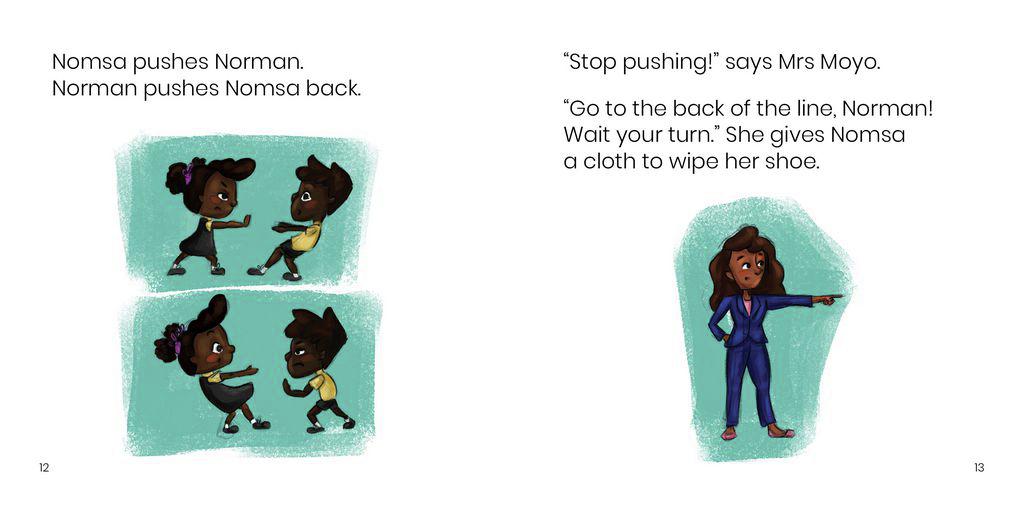 Nomsa pushes Norman.
Norman pushes Nomsa back.
12
“Stop pushing!” says Mrs Moyo.
“Go to the back of the line, Norman!
Wait your turn.” She gives Nomsa
a cloth to wipe her shoe.
13